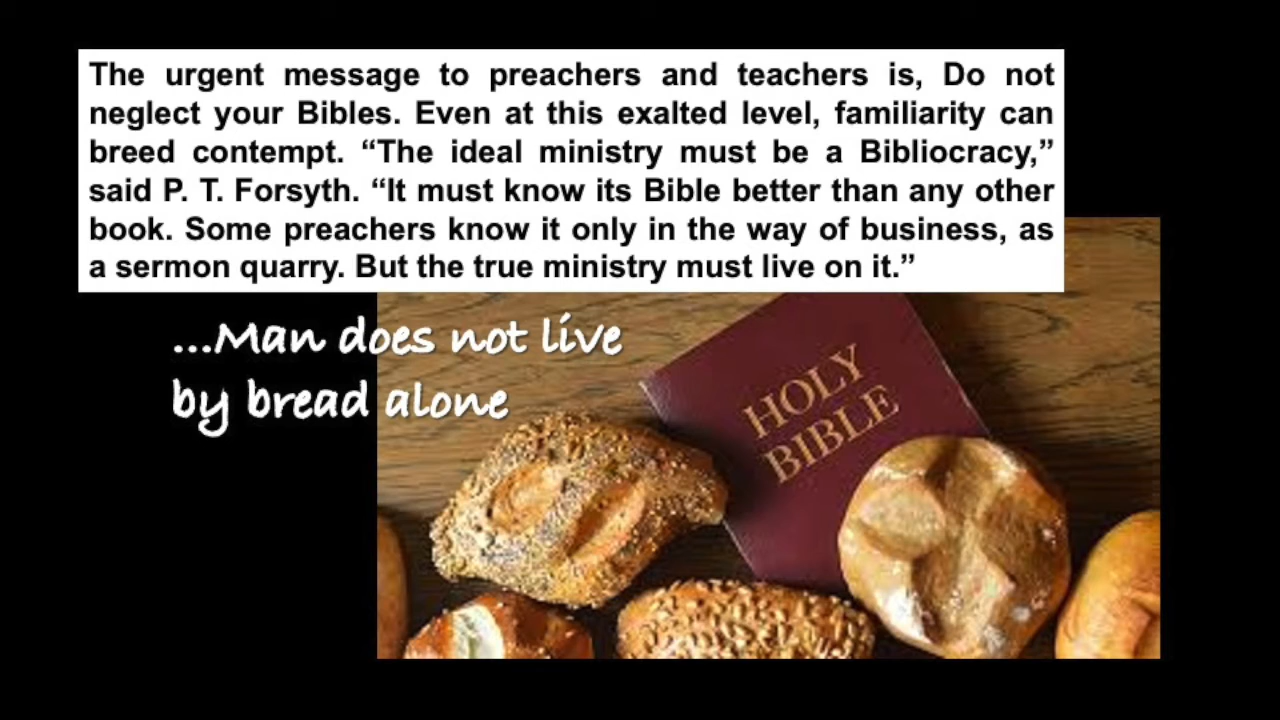 The urgent message to preachers and teachers is, Do not
neglect your Bibles. Even at this exalted level, familiarity can
breed contempt. “The ideal ministry must be a Bibliocracy,”
said P. T. Forsyth. “It must know its Bible better than any other
book. Some preachers know it only in the way of business, as
a sermon quarry. But the true ministry must live on it.”
...Man does not live
by bread alone
HOLY
BIBLE